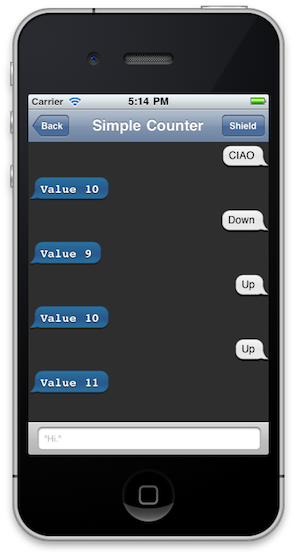 Carrier 5:14 PM
Back Simple Counter Shield
CIAO
Value 10
Down
Value 9
Up
Value 10
Up
Value 11
"Hi."